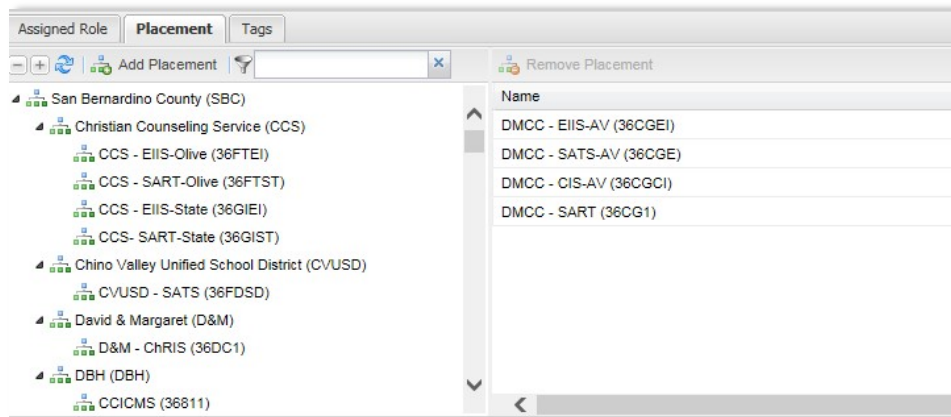 Assigned Role Placement Tags
Add Placement
Remove Placement
San Bernardino County (SBC)
Christian Counseling Service (CCS)
CCS - EIIS-Olive (36FTEI)
CCS - SART-Olive (36FTST)
CCS - EIIS-State (36GIEI)
CCS- SART-State (36GIST)
Chino Valley Unified School District (CVUSD)
CVUSD - SATS (36FDSD)
David & Margaret (D&M)
D&M - ChRIS (36DC1)
DBH (DBH)
CCICMS (36811)
Name
DMCC - EIIS-AV (36CGEI)
DMCC - SATS-AV (36CGE)
DMCC - CIS-AV (36CGCI)
DMCC - SART (36CG1)